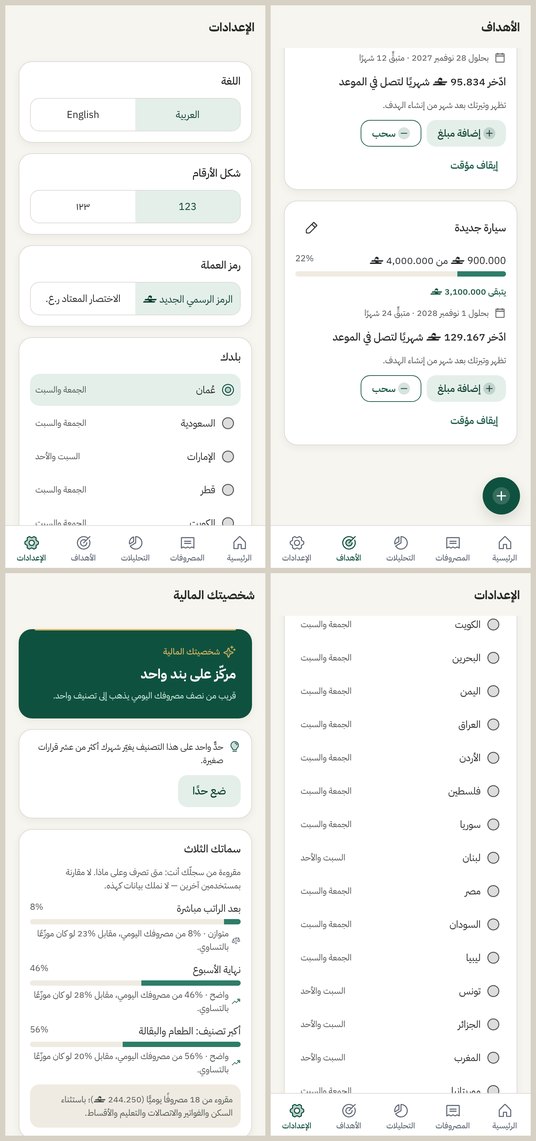 الأهداف
بحلول 28 نوفمبر 2027 · متبقٍّ 12 شهرًا
ادّخر 95.834 شهريًا لتصل في الموعد
تظهر وتيرتك بعد شهر من إنشاء الهدف.
إضافة مبلغ
سحب
إيقاف مؤقت
سيارة جديدة
900.000 من 4,000.000
22%
يتبقى 3,100.000
بحلول 1 نوفمبر 2028 · متبقٍّ 24 شهرًا
ادّخر 129.167 شهريًا لتصل في الموعد
تظهر وتيرتك بعد شهر من إنشاء الهدف.
إضافة مبلغ
سحب
إيقاف مؤقت
الرئيسية
المصروفات
التحليلات
الأهداف
الإعدادات
الإعدادات
اللغة
العربية
English
شكل الأرقام
123
١٢٣
رمز العملة
الرمز الرسمي الجديد
الاختصار المعتاد ر.ع.
بلدك
عُمان
الجمعة والسبت
السعودية
الجمعة والسبت
الإمارات
السبت والأحد
قطر
الجمعة والسبت
الكويت
الجمعة والسبت
الرئيسية
المصروفات
التحليلات
الأهداف
الإعدادات
الإعدادات
الكويت
الجمعة والسبت
البحرين
الجمعة والسبت
اليمن
الجمعة والسبت
العراق
الجمعة والسبت
الأردن
الجمعة والسبت
فلسطين
الجمعة والسبت
سوريا
الجمعة والسبت
لبنان
السبت والأحد
مصر
الجمعة والسبت
السودان
الجمعة والسبت
ليبيا
الجمعة والسبت
تونس
السبت والأحد
الجزائر
الجمعة والسبت
المغرب
السبت والأحد
موريتانيا
السبت والأحد
الرئيسية
المصروفات
التحليلات
الأهداف
الإعدادات
شخصيتك المالية
شخصيتك المالية
مركّز على بند واحد
قريب من نصف مصروفك اليومي يذهب إلى تصنيف واحد.
حدٌّ واحد على هذا التصنيف يغيّر شهرك أكثر من عشر قرارات
صغيرة.
ضع حدًا
سماتك الثلاث
مقروءة من سجلّك أنت: متى تصرف وعلى ماذا. لا مقارنة
بمستخدمين آخرين — لا نملك بيانات كهذه.
بعد الراتب مباشرة
8%
متوازن · 8% من مصروفك اليومي، مقابل 23% لو كان موزّعًا
بالتساوي.
نهاية الأسبوع
46%
واضح · 46% من مصروفك اليومي، مقابل 28% لو كان موزّعًا
بالتساوي.
أكبر تصنيف: الطعام والبقالة
56%
واضح · 56% من مصروفك اليومي، مقابل 20% لو كان موزّعًا
بالتساوي.
مقروء من 18 مصروفًا يوميًّا (244.250)؛ باستثناء
السكن والفواتير والاتصالات والتعليم والأقساط.